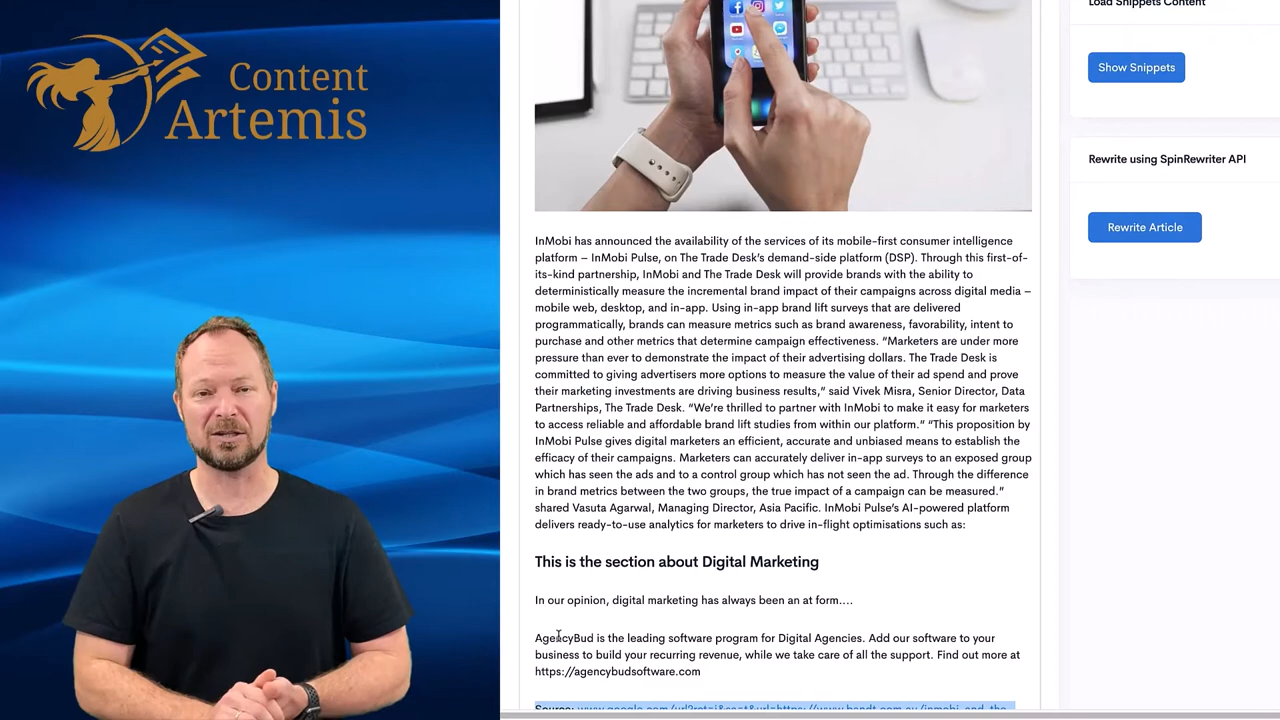 Content
Artemis
Load Snippets Content
Show Snippets
Rewrite using SpinRewriter API
Rewrite Article
InMobi has announced the availability of the services of its mobile-first consumer intelligence
platform – InMobi Pulse, on The Trade Desk’s demand-side platform (DSP). Through this first-of-
its-kind partnership, InMobi and The Trade Desk will provide brands with the ability to
deterministically measure the incremental brand impact of their campaigns across digital media –
mobile web, desktop, and in-app. Using in-app brand lift surveys that are delivered
programmatically, brands can measure metrics such as brand awareness, favorability, intent to
purchase and other metrics that determine campaign effectiveness. “Marketers are under more
pressure than ever to demonstrate the impact of their advertising dollars. The Trade Desk is
committed to giving advertisers more options to measure the value of their ad spend and prove
their marketing investments are driving business results,” said Vivek Misra, Senior Director, Data
Partnerships, The Trade Desk. “We’re thrilled to partner with InMobi to make it easy for marketers
to access reliable and affordable brand lift studies from within our platform.” “This proposition by
InMobi Pulse gives digital marketers an efficient, accurate and unbiased means to establish the
efficacy of their campaigns. Marketers can accurately deliver in-app surveys to an exposed group
which has seen the ads and to a control group which has not seen the ad. Through the difference
in brand metrics between the two groups, the true impact of a campaign can be measured.”
shared Vasuta Agarwal, Managing Director, Asia Pacific. InMobi Pulse’s AI-powered platform
delivers ready-to-use analytics for marketers to drive in-flight optimisations such as:
This is the section about Digital Marketing
In our opinion, digital marketing has always been an at form....
AgencyBud is the leading software program for Digital Agencies. Add our software to your
business to build your recurring revenue, while we take care of all the support. Find out more at
https://agencybudsoftware.com
Source: www.google.com/url?rct=j&sa=t&url=https://www.bandt.com.au/inmobi-and-the-